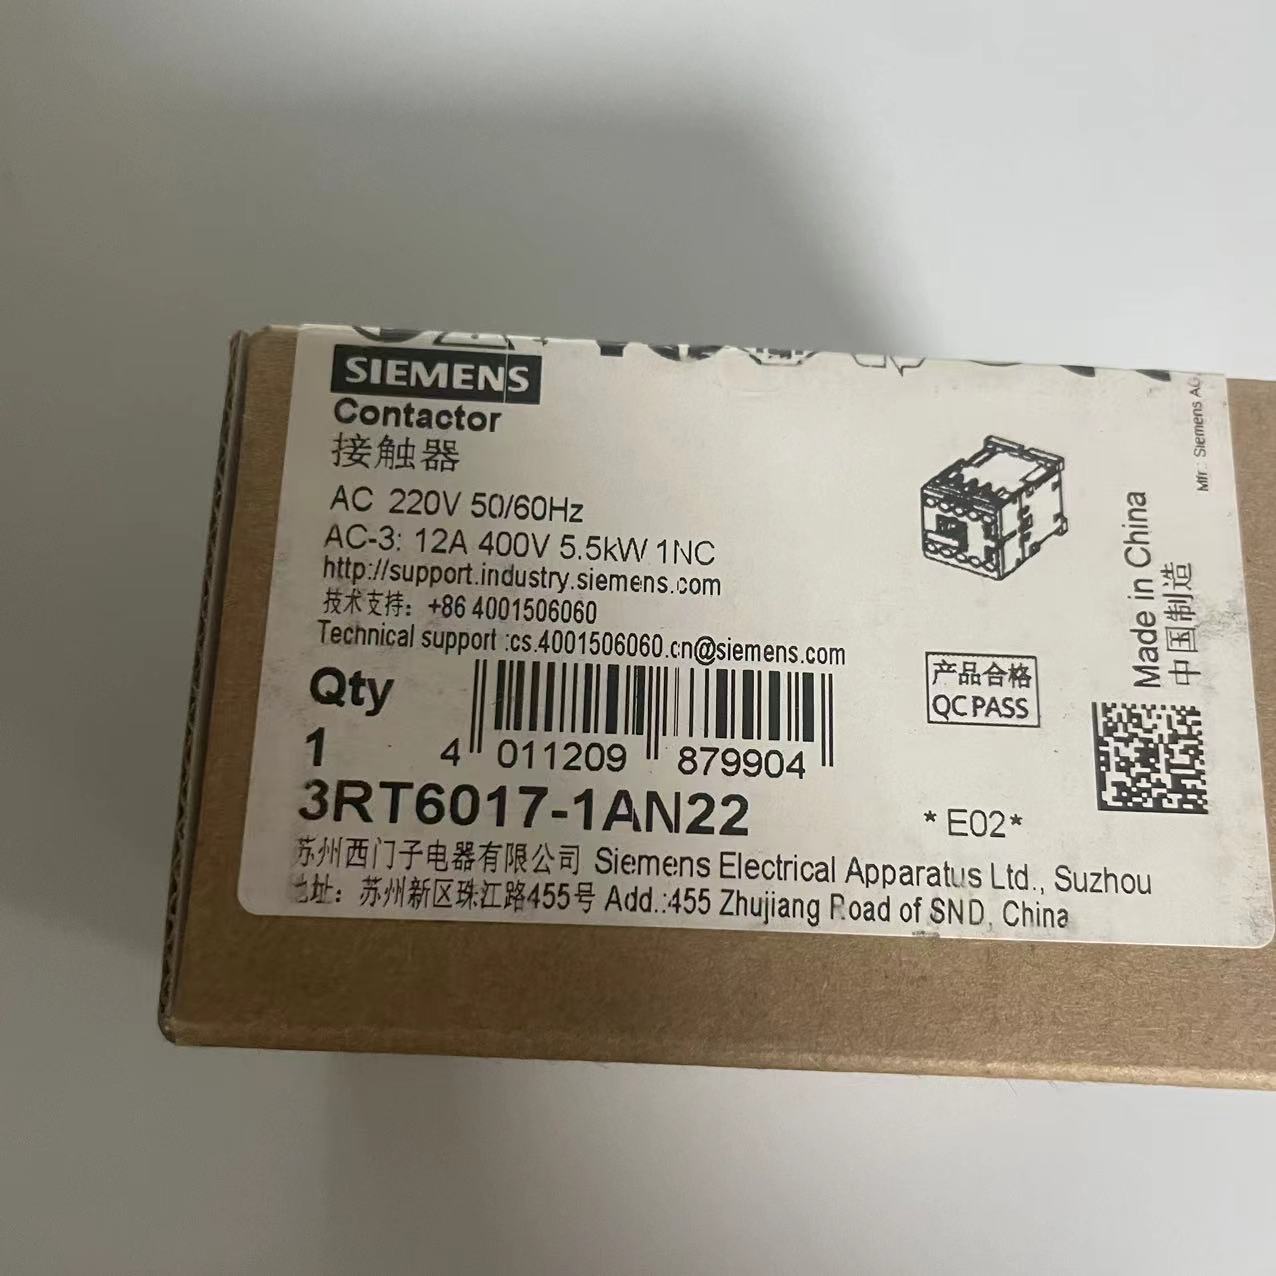 SIEMENS
Contactor
接触器
AC 220V 50/60Hz
AC-3: 12A 400V 5.5kW 1NC
http://support.industry.siemens.com
技术支持：+86 4001506060
Technical support :cs.4001506060.cn@siemens.com
Qty
1
4 011209 879904
3RT6017-1AN22
苏州西门子电器有限公司 Siemens Electrical Apparatus Ltd., Suzhou
地址：苏州新区珠江路455号 Add.:455 Zhujiang Road of SND, China
产品合格
QC PASS
*E02*
Made in China
中国制造
Mfr.: Siemens AG